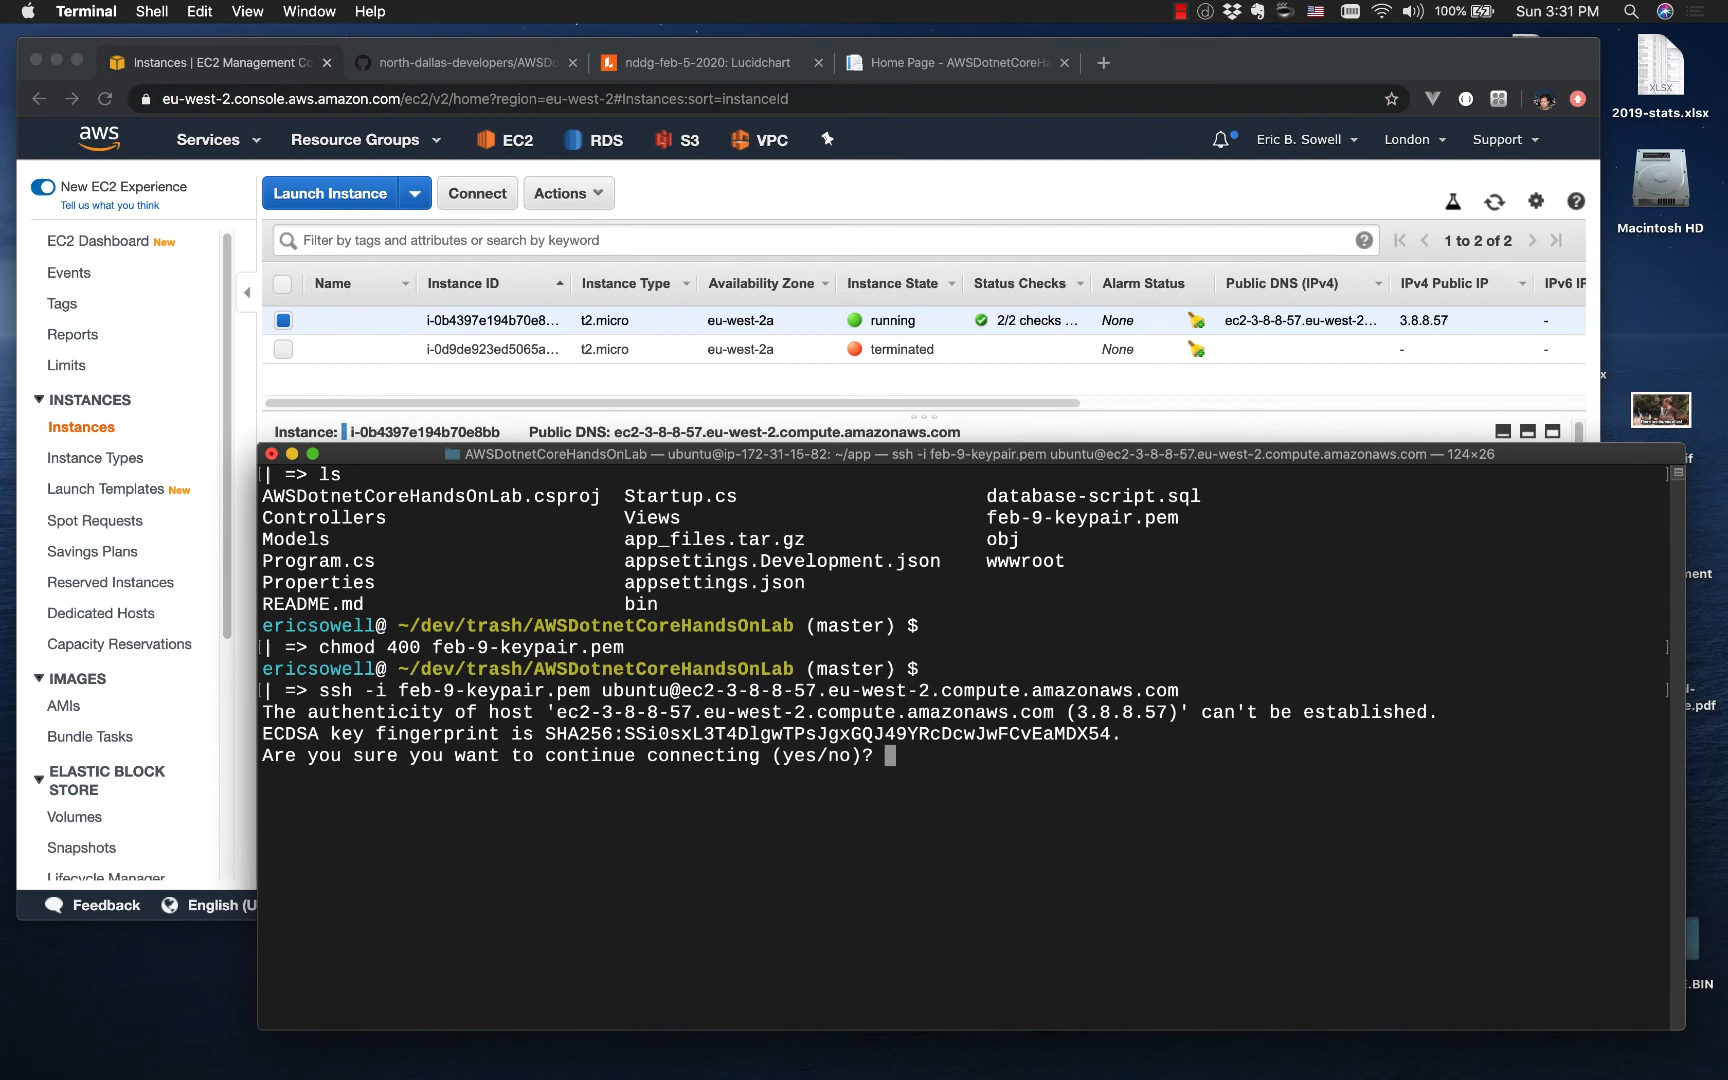 Terminal Shell Edit View Window Help 100% Sun 3:31 PM
Instances | EC2 Management Co north-dallas-developers/AWSDo nddg-feb-5-2020: Lucidchart Home Page - AWSDotnetCoreHa
eu-west-2.console.aws.amazon.com/ec2/v2/home?region=eu-west-2#Instances:sort=instanceId
aws Services Resource Groups EC2 RDS S3 VPC Eric B. Sowell London Support
XLSX
2019-stats.xlsx
Macintosh HD
New EC2 Experience
Tell us what you think
Launch Instance Connect Actions
EC2 Dashboard New
Filter by tags and attributes or search by keyword 1 to 2 of 2
Events
Name Instance ID Instance Type Availability Zone Instance State Status Checks Alarm Status Public DNS (IPv4) IPv4 Public IP IPv6 IP
Tags
i-0b4397e194b70e8... t2.micro eu-west-2a running 2/2 checks ... None ec2-3-8-8-57.eu-west-2... 3.8.8.57 -
Reports
i-0d9de923ed5065a... t2.micro eu-west-2a terminated None - -
Limits
INSTANCES
Instances
Instance: i-0b4397e194b70e8bb Public DNS: ec2-3-8-8-57.eu-west-2.compute.amazonaws.com
Instance Types
Launch Templates New
Spot Requests
Savings Plans
Reserved Instances
Dedicated Hosts
Capacity Reservations
IMAGES
AMIs
Bundle Tasks
ELASTIC BLOCK
STORE
Volumes
Snapshots
Lifecycle Manager
Feedback English (U
AWSDotnetCoreHandsOnLab — ubuntu@ip-172-31-15-82: ~/app — ssh -i feb-9-keypair.pem ubuntu@ec2-3-8-8-57.eu-west-2.compute.amazonaws.com — 124×26
| => ls
AWSDotnetCoreHandsOnLab.csproj Startup.cs database-script.sql
Controllers Views feb-9-keypair.pem
Models app_files.tar.gz obj
Program.cs appsettings.Development.json wwwroot
Properties appsettings.json
README.md bin
ericsowell@ ~/dev/trash/AWSDotnetCoreHandsOnLab (master) $
| => chmod 400 feb-9-keypair.pem
ericsowell@ ~/dev/trash/AWSDotnetCoreHandsOnLab (master) $
| => ssh -i feb-9-keypair.pem ubuntu@ec2-3-8-8-57.eu-west-2.compute.amazonaws.com
The authenticity of host 'ec2-3-8-8-57.eu-west-2.compute.amazonaws.com (3.8.8.57)' can't be established.
ECDSA key fingerprint is SHA256:SSi0sxL3T4DlgwTPsJgxGQJ49YRcDcwJwFCvEaMDX54.
Are you sure you want to continue connecting (yes/no)?
x
if
ment
l-
e.pdf
E.BIN